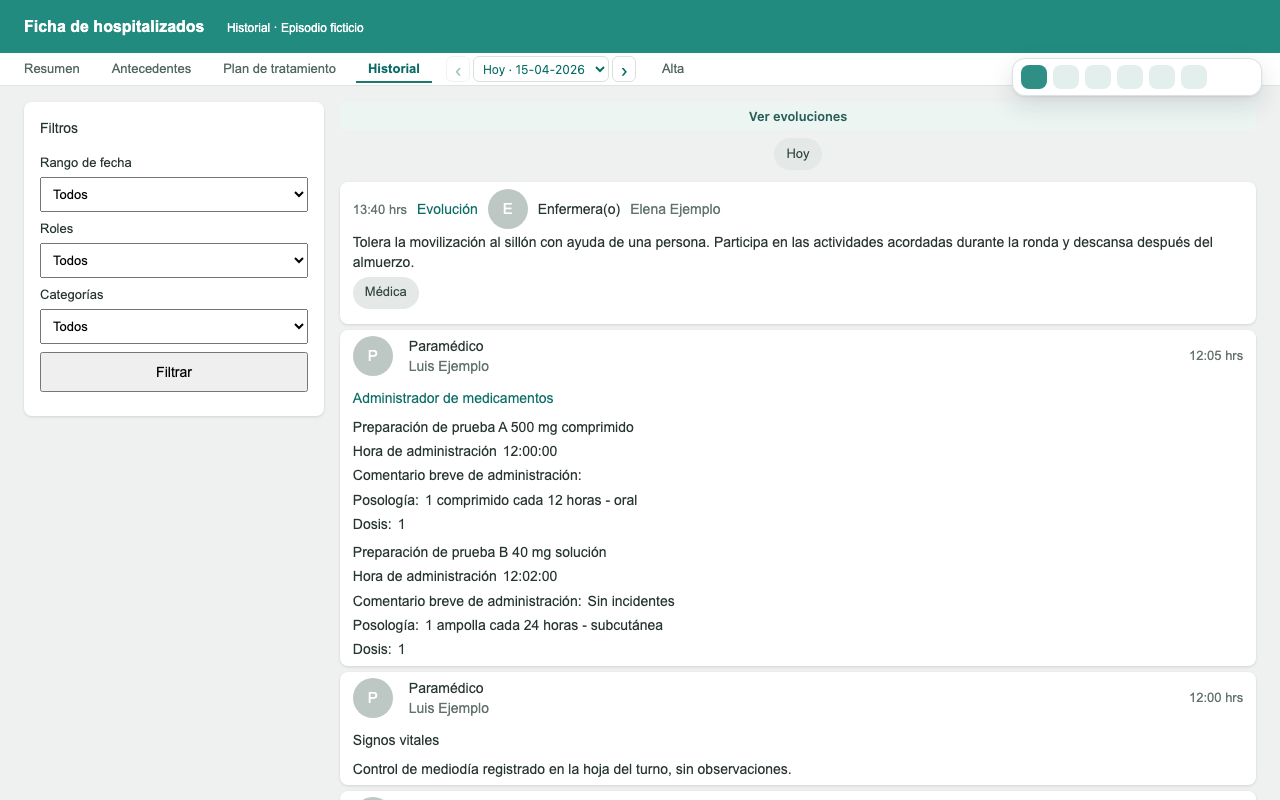 Ficha de hospitalizados Historial · Episodio ficticio
Resumen Antecedentes Plan de tratamiento Historial ‹ Hoy · 15-04-2026 › Alta
Filtros
Rango de fecha
Todos
Roles
Todos
Categorías
Todos
Filtrar
Ver evoluciones
Hoy
13:40 hrs Evolución E Enfermera(o) Elena Ejemplo
Tolera la movilización al sillón con ayuda de una persona. Participa en las actividades acordadas durante la ronda y descansa después del
almuerzo.
Médica
P Paramédico
Luis Ejemplo
12:05 hrs
Administrador de medicamentos
Preparación de prueba A 500 mg comprimido
Hora de administración 12:00:00
Comentario breve de administración:
Posología: 1 comprimido cada 12 horas - oral
Dosis: 1
Preparación de prueba B 40 mg solución
Hora de administración 12:02:00
Comentario breve de administración: Sin incidentes
Posología: 1 ampolla cada 24 horas - subcutánea
Dosis: 1
P Paramédico
Luis Ejemplo
12:00 hrs
Signos vitales
Control de mediodía registrado en la hoja del turno, sin observaciones.